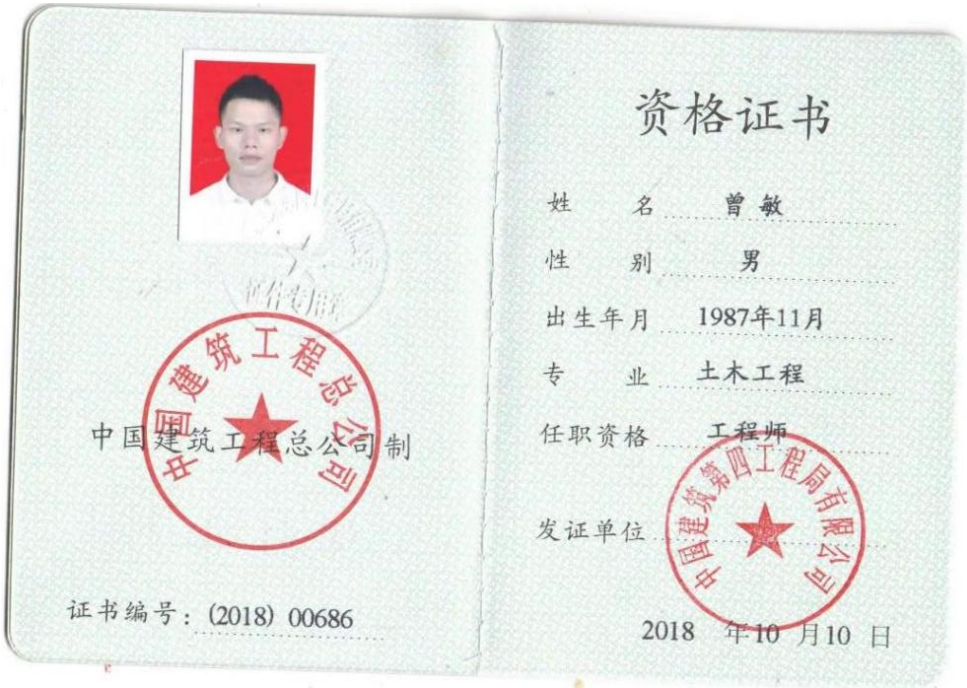 中国建筑工程总公司
中国建筑工程总公司制
证书编号：(2018) 00686
资格证书
姓名 曾敏
性别 男
出生年月 1987年11月
专业 土木工程
任职资格 工程师
发证单位
中国建筑第四工程局有限公司
2018 年10 月10 日